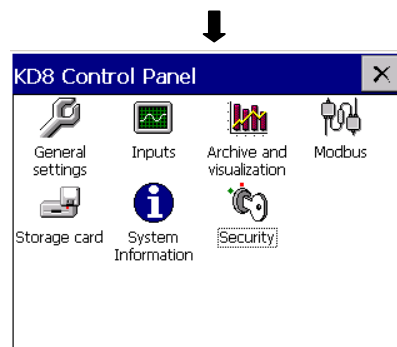 KD8 Control Panel
General settings
Inputs
Archive and visualization
Modbus
Storage card
System Information
Security